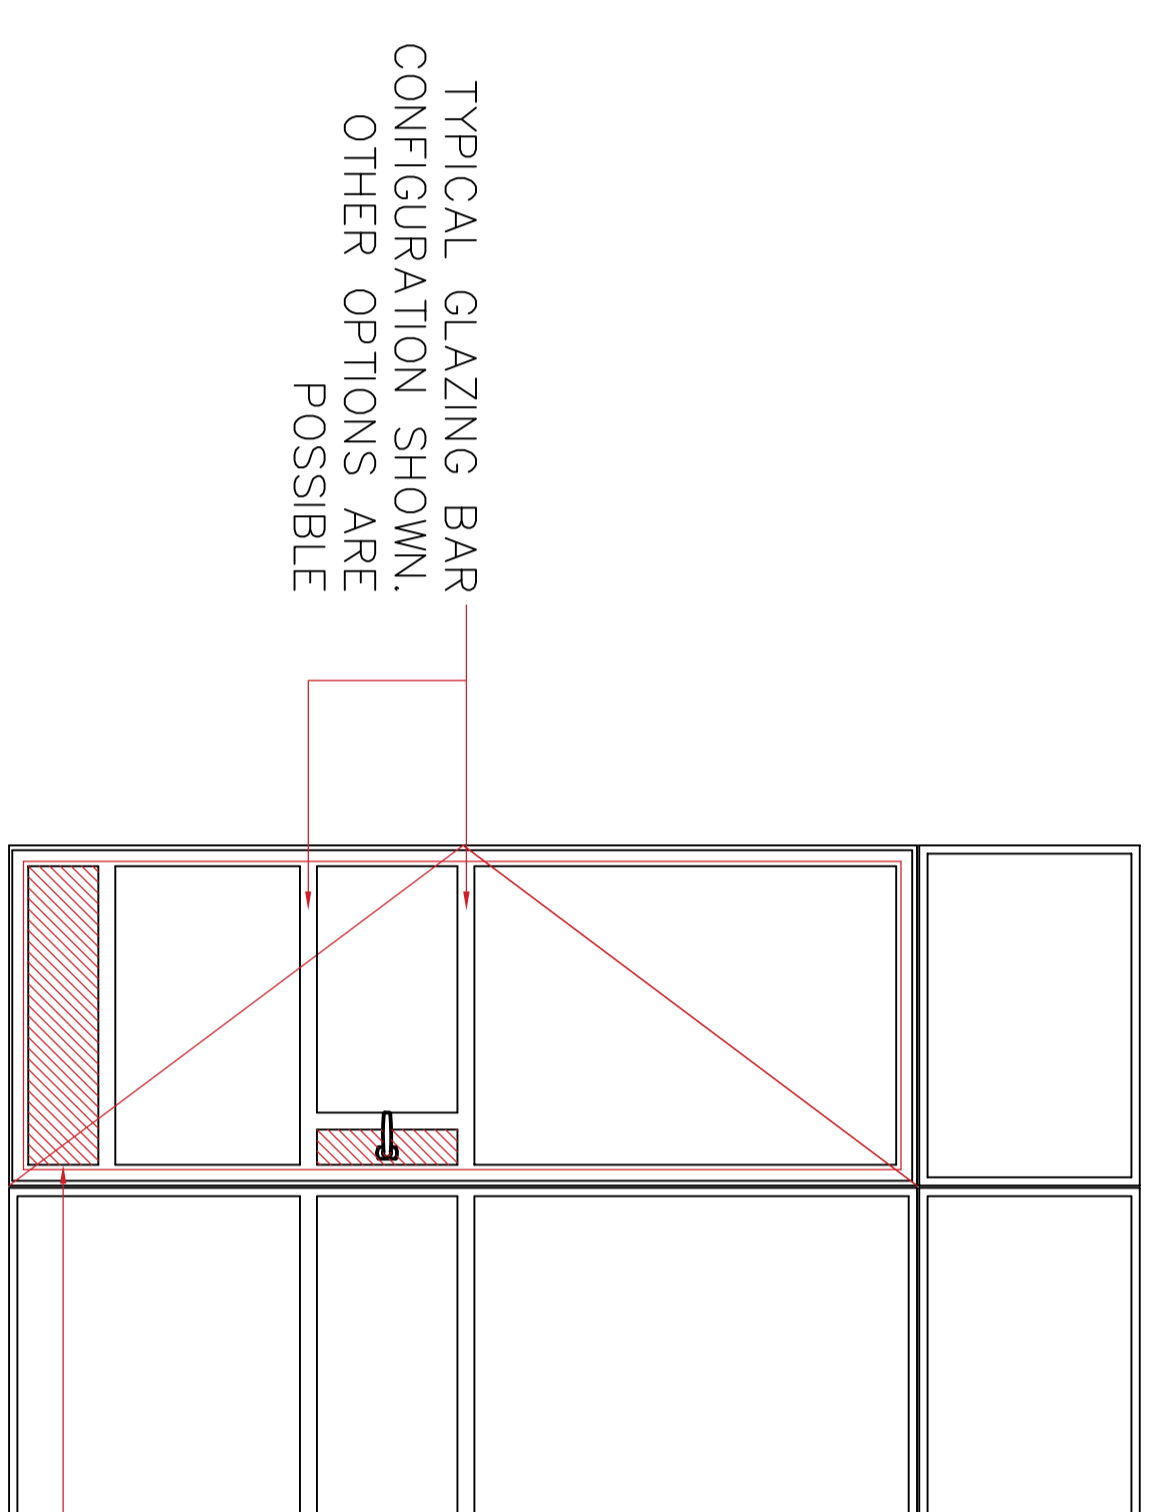 TYPICAL GLAZING BAR
CONFIGURATION SHOWN.
OTHER OPTIONS ARE
POSSIBLE